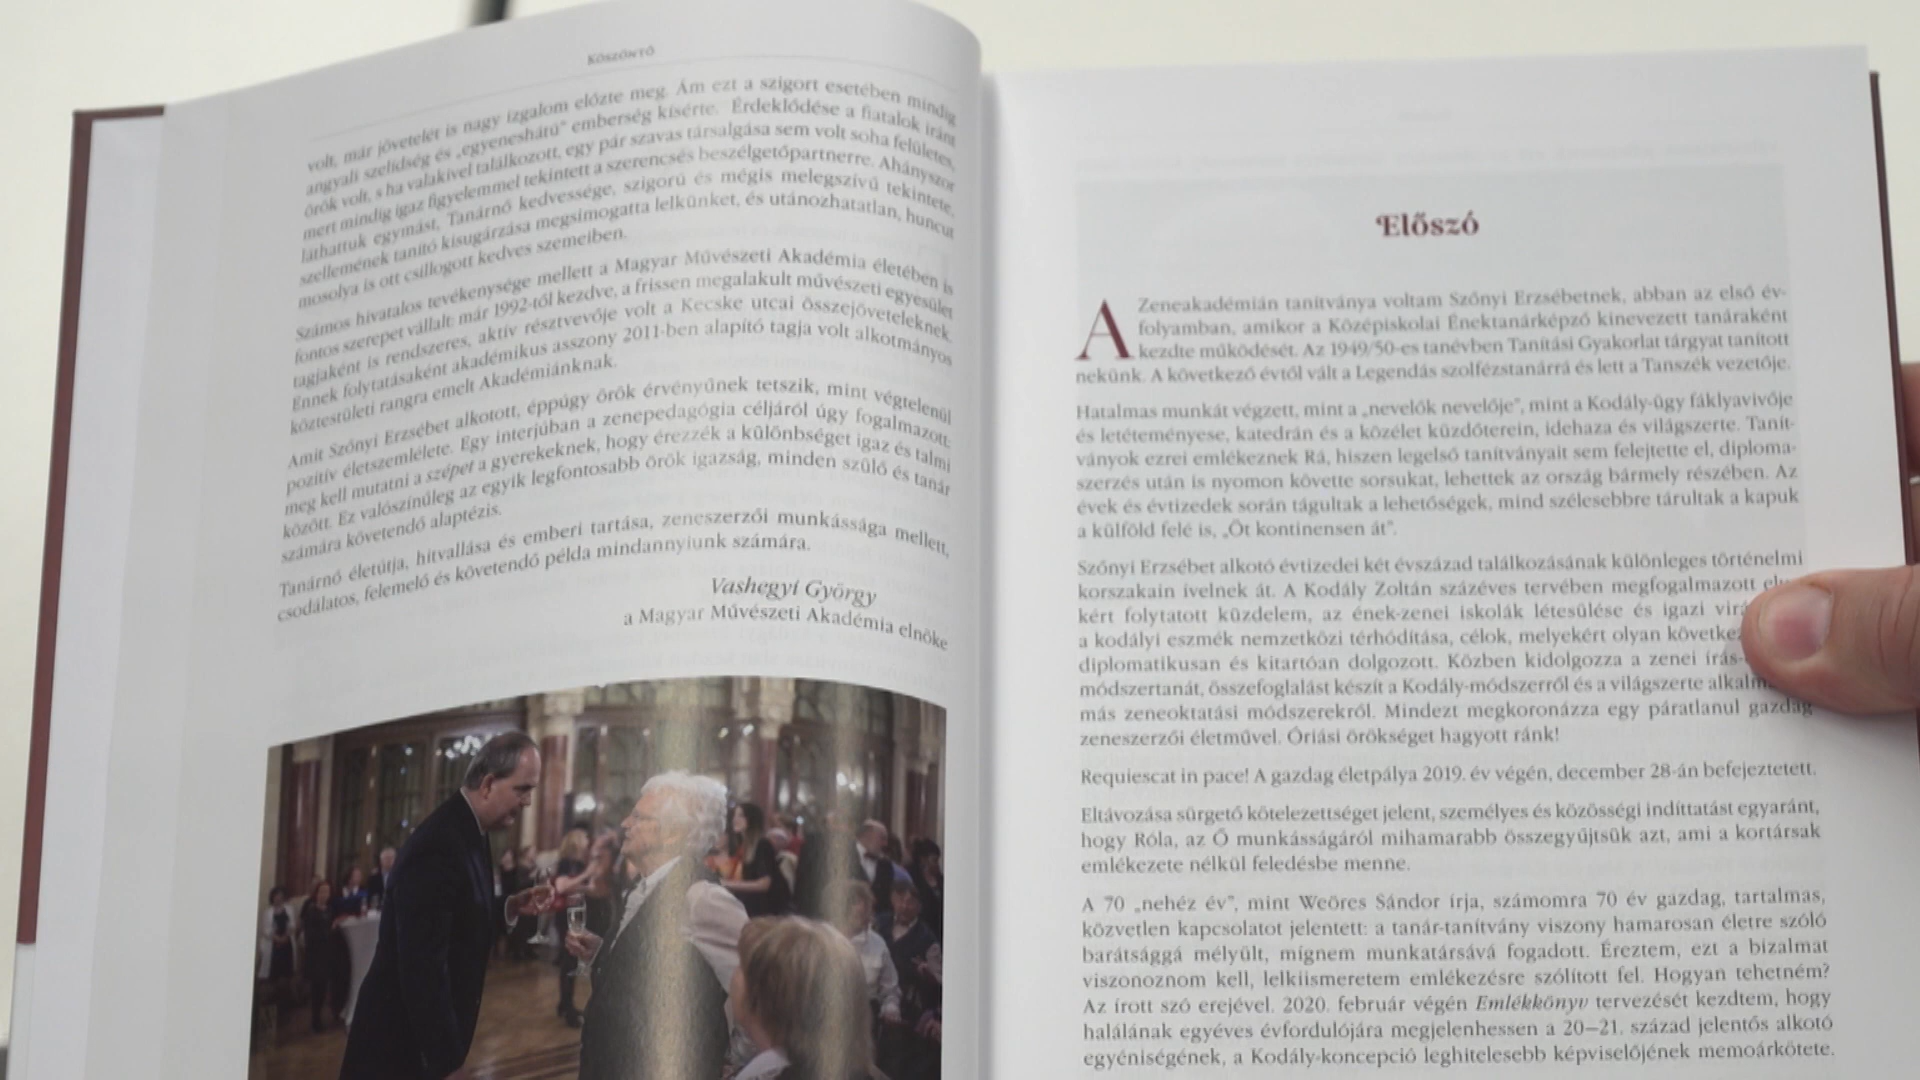 KÖSZÖNTŐ
volt, már jövetelét is nagy izgalom előzte meg. Ám ezt a szigort esetében mindig
angyali szelídség és „egyeneshátú” emberség kísérte. Érdeklődése a fiatalok iránt
örök volt, s ha valakivel találkozott, egy pár szavas társalgása sem volt soha felületes,
mert mindig igaz figyelemmel tekintett a szerencsés beszélgetőpartnerre. Ahányszor
láthattuk egymást, Tanárnő kedvessége, szigorú és mégis melegszívű tekintete,
szellemének tanító kisugárzása megsimogatta lelkünket, és utánozhatatlan, huncut
mosolya is ott csillogott kedves szemeiben.
Számos hivatalos tevékenysége mellett a Magyar Művészeti Akadémia életében is
fontos szerepet vállalt: már 1992-től kezdve, a frissen megalakult művészeti egyesület
tagjaként is rendszeres, aktív résztvevője volt a Kecske utcai összejöveteleknek.
Ennek folytatásaként akadémikus asszony 2011-ben alapító tagja volt alkotmányos
köztestületi rangra emelt Akadémiánknak.
Amit Szőnyi Erzsébet alkotott, éppúgy örök érvényűnek tetszik, mint végtelenül
pozitív életszemlélete. Egy interjúban a zenepedagógia céljáról úgy fogalmazott:
meg kell mutatni a szépet a gyerekeknek, hogy érezzék a különbséget igaz és talmi
között. Ez valószínűleg az egyik legfontosabb örök igazság, minden szülő és tanár
számára követendő alaptézis.
Tanárnő életútja, hitvallása és emberi tartása, zeneszerzői munkássága mellett,
csodálatos, felemelő és követendő példa mindannyiunk számára.
Vashegyi György
a Magyar Művészeti Akadémia elnöke
Előszó
A Zeneakadémián tanítványa voltam Szőnyi Erzsébetnek, abban az első év-
folyamban, amikor a Középiskolai Énektanárképző kinevezett tanáraként
kezdte működését. Az 1949/50-es tanévben Tanítási Gyakorlat tárgyat tanított
nekünk. A következő évtől vált a Legendás szolfézstanárrá és lett a Tanszék vezetője.
Hatalmas munkát végzett, mint a „nevelők nevelője”, mint a Kodály-ügy fáklyavivője
és letéteményese, katedrán és a közélet küzdőterein, idehaza és világszerte. Tanít-
ványok ezrei emlékeznek Rá, hiszen legelső tanítványait sem felejtette el, diploma-
szerzés után is nyomon követte sorsukat, lehettek az ország bármely részében. Az
évek és évtizedek során tágultak a lehetőségek, mind szélesebbre tárultak a kapuk
a külföld felé is, „Öt kontinensen át”.
Szőnyi Erzsébet alkotó évtizedei két évszázad találkozásának különleges történelmi
korszakain ívelnek át. A Kodály Zoltán százéves tervében megfogalmazott
kért folytatott küzdelem, az ének-zenei iskolák létesülése és igazi
a kodályi eszmék nemzetközi térhódítása, célok, melyekért olyan
diplomatikusan és kitartóan dolgozott. Közben kidolgozza a zenei írás-
módszertanát, összefoglalást készít a Kodály-módszerről és a világszerte
más zeneoktatási módszerekről. Mindezt megkoronázza egy páratlanul gazdag
zeneszerzői életművel. Óriási örökséget hagyott ránk!
Requiescat in pace! A gazdag életpálya 2019. év végén, december 28-án befejeztetett.
Eltávozása sürgető kötelezettséget jelent, személyes és közösségi indíttatást egyaránt,
hogy Róla, az Ő munkásságáról mihamarabb összegyűjtsük azt, ami a kortársak
emlékezete nélkül feledésbe menne.
A 70 „nehéz év”, mint Weöres Sándor írja, számomra 70 év gazdag, tartalmas,
közvetlen kapcsolatot jelentett: a tanár-tanítvány viszony hamarosan életre szóló
barátsággá mélyült, mígnem munkatársává fogadott. Éreztem, ezt a bizalmat
viszonoznom kell, lelkiismeretem emlékezésre szólított fel. Hogyan tehetném?
Az írott szó erejével. 2020. február végén Emlékkönyv tervezését kezdtem, hogy
halálának egyéves évfordulójára megjelenhessen a 20–21. század jelentős alkotó
egyéniségének, a Kodály-koncepció leghitelesebb képviselőjének memoárkötete.